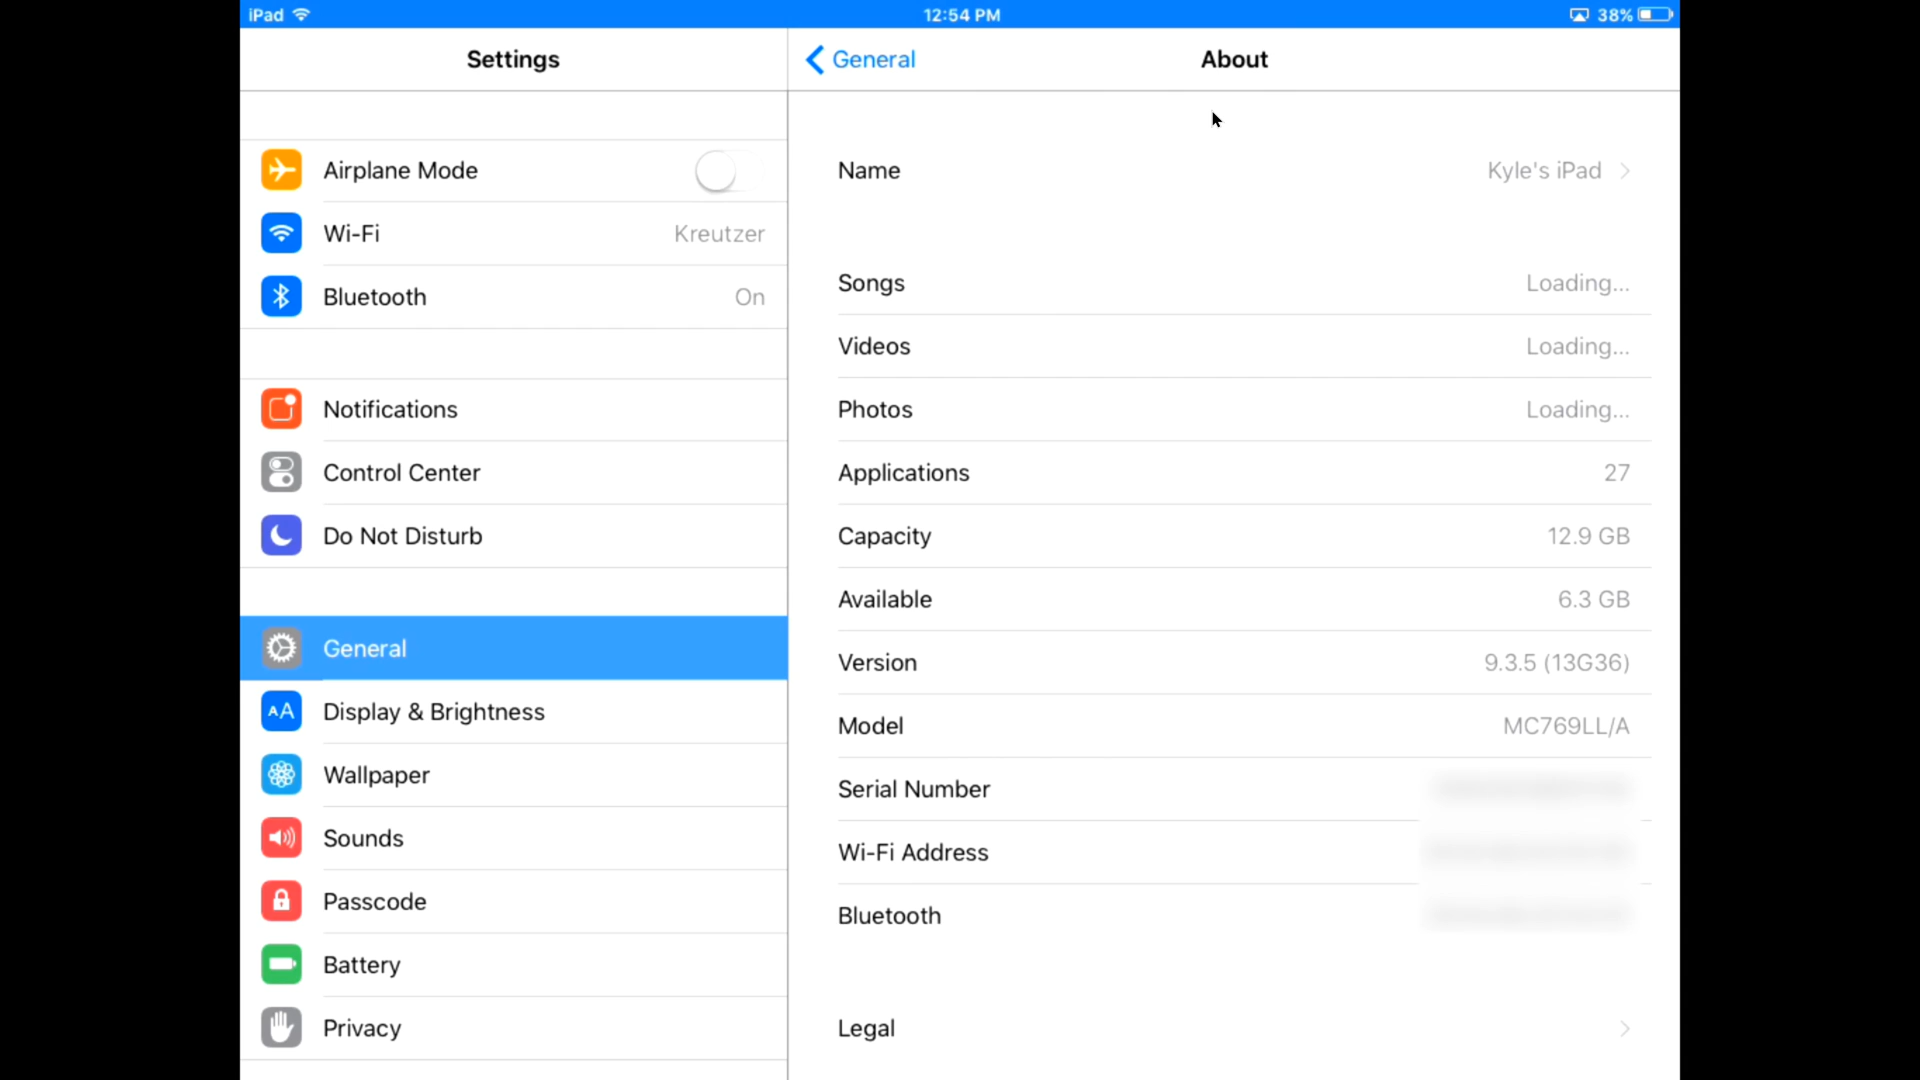 iPad 12:54 PM 38%
Settings
General About
Airplane Mode
Wi-Fi Kreutzer
Bluetooth On
Notifications
Control Center
Do Not Disturb
General
AA Display & Brightness
Wallpaper
Sounds
Passcode
Battery
Privacy
Name Kyle's iPad
Songs Loading...
Videos Loading...
Photos Loading...
Applications 27
Capacity 12.9 GB
Available 6.3 GB
Version 9.3.5 (13G36)
Model MC769LL/A
Serial Number
Wi-Fi Address
Bluetooth
Legal